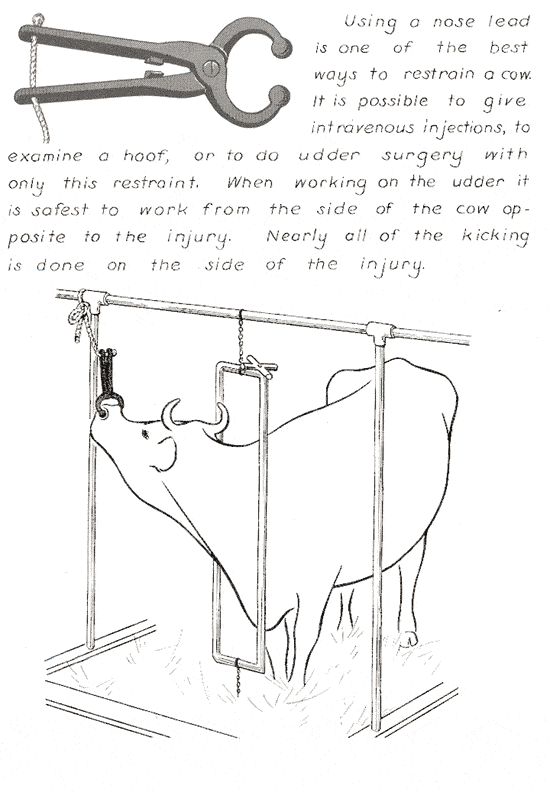 Using a nose lead
is one of the best
ways to restrain a cow.
It is possible to give
intravenous injections, to
examine a hoof, or to do udder surgery with
only this restraint. When working on the udder it
is safest to work from the side of the cow op-
posite to the injury. Nearly all of the kicking
is done on the side of the injury.